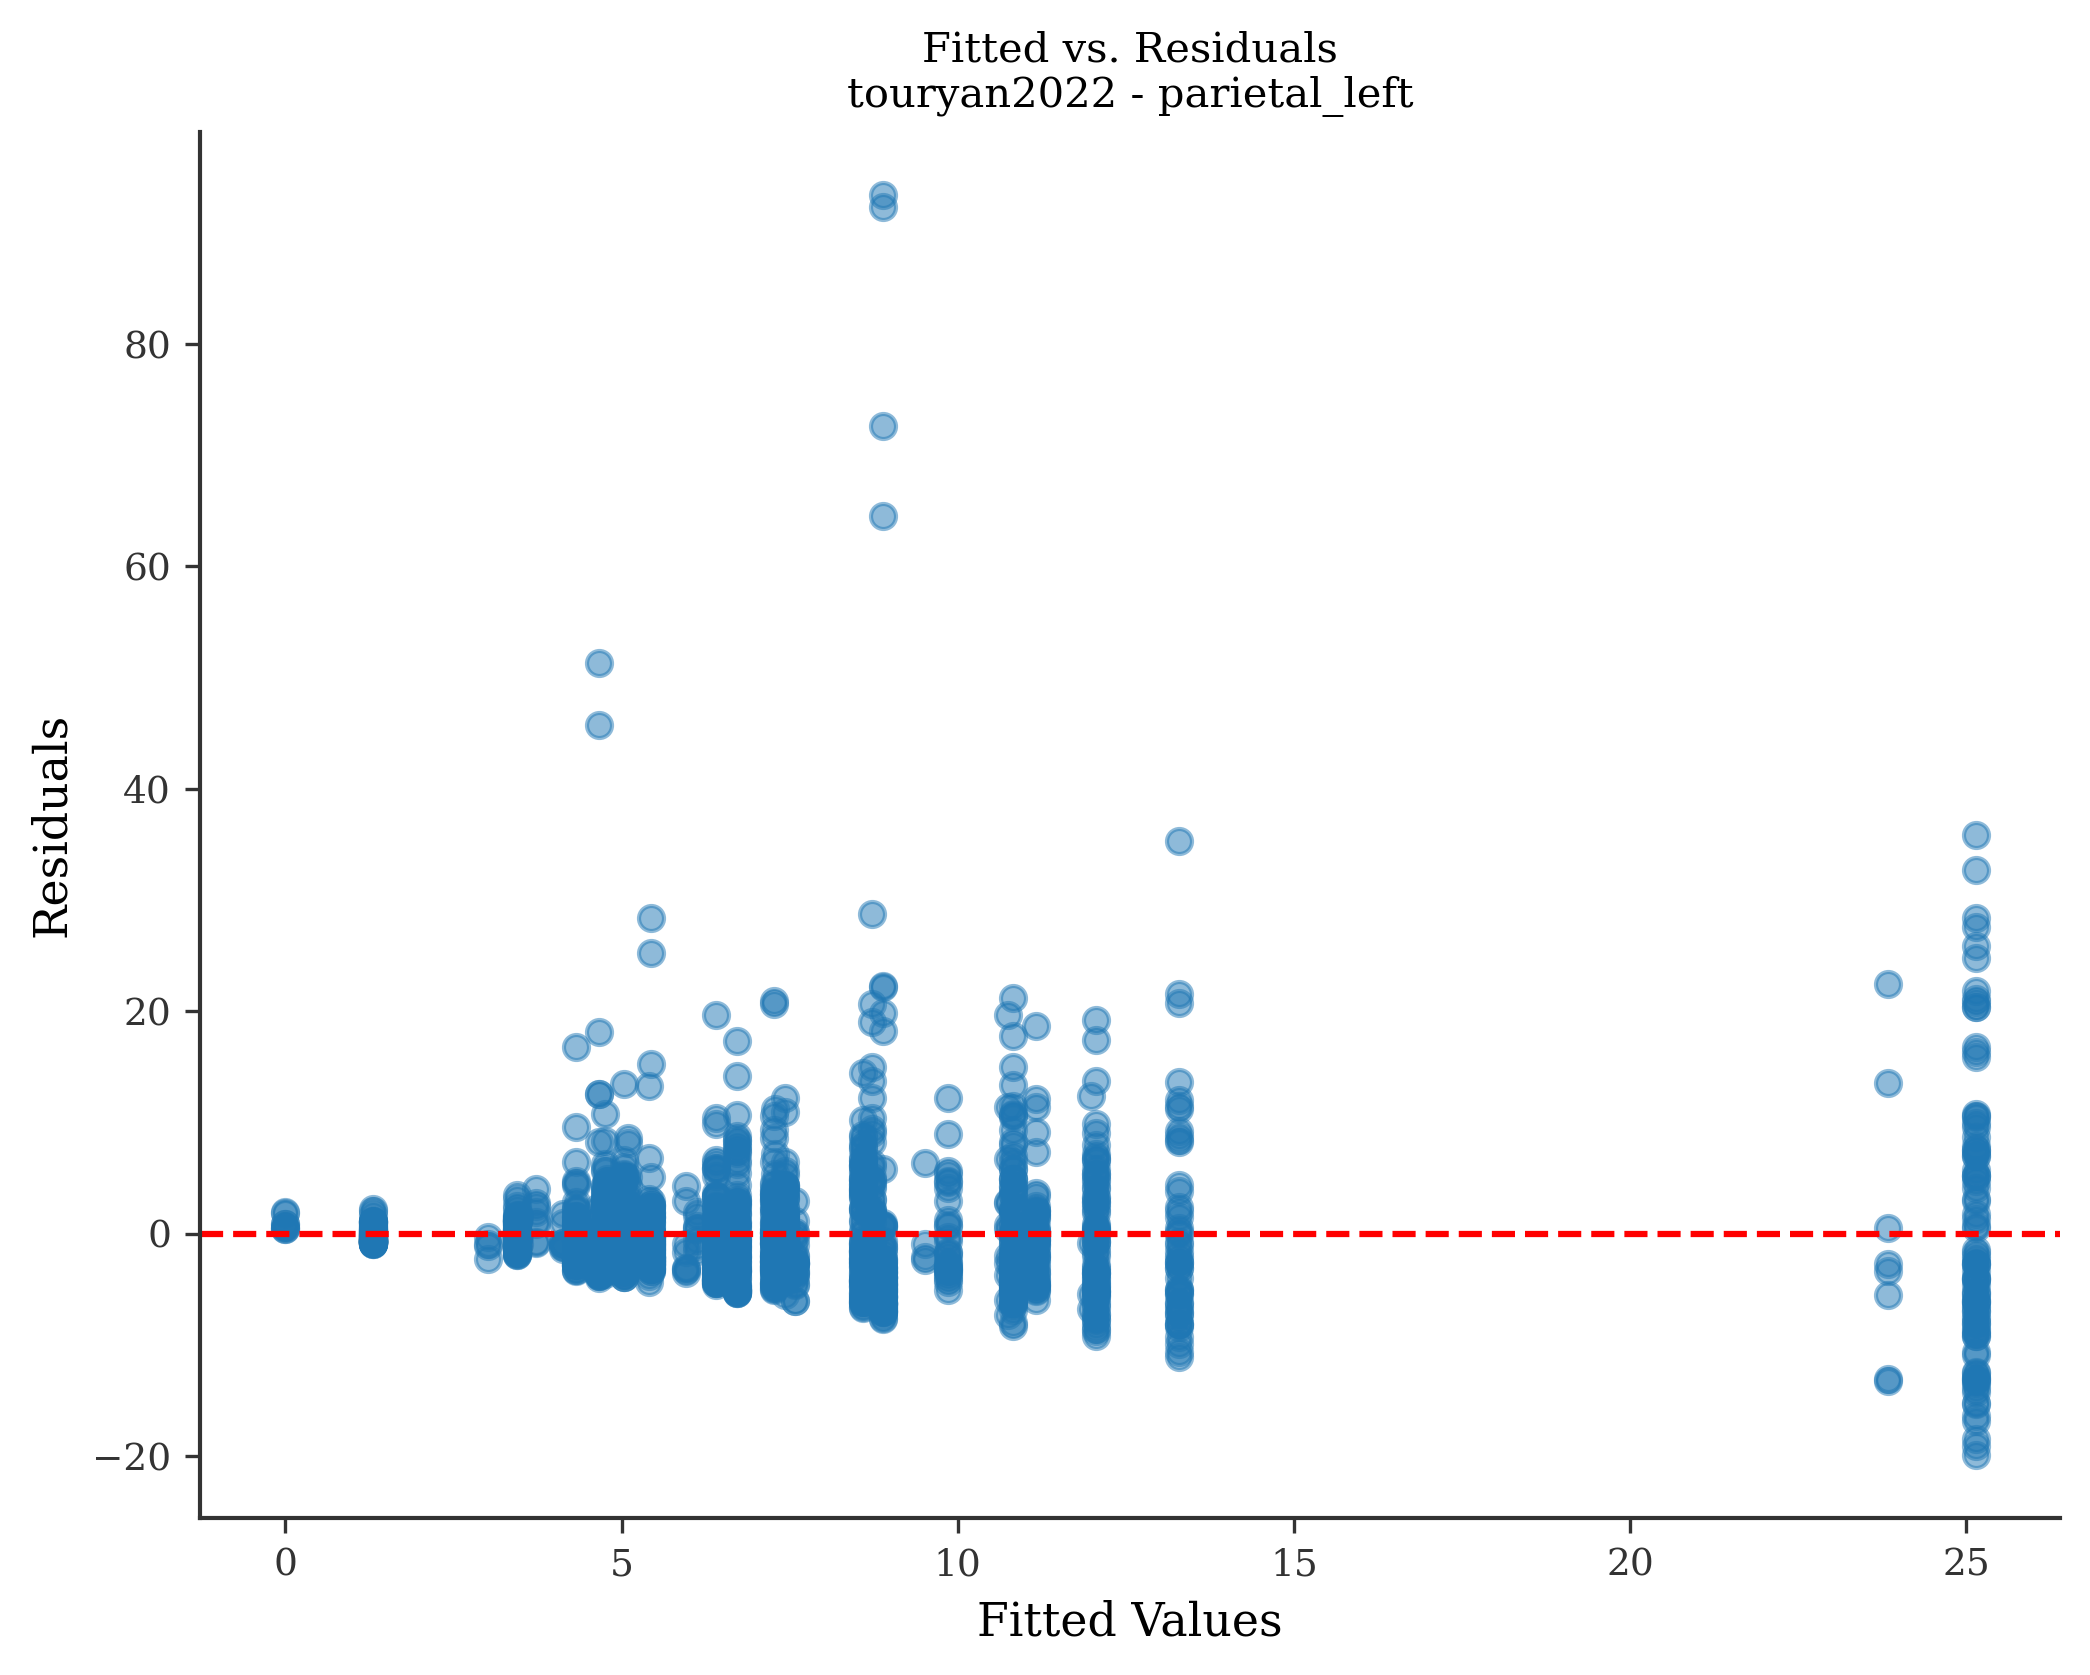 Fitted vs. Residuals
touryan2022 - parietal_left
Residuals
80
60
40
20
0
−20
0 5 10 15 20 25
Fitted Values